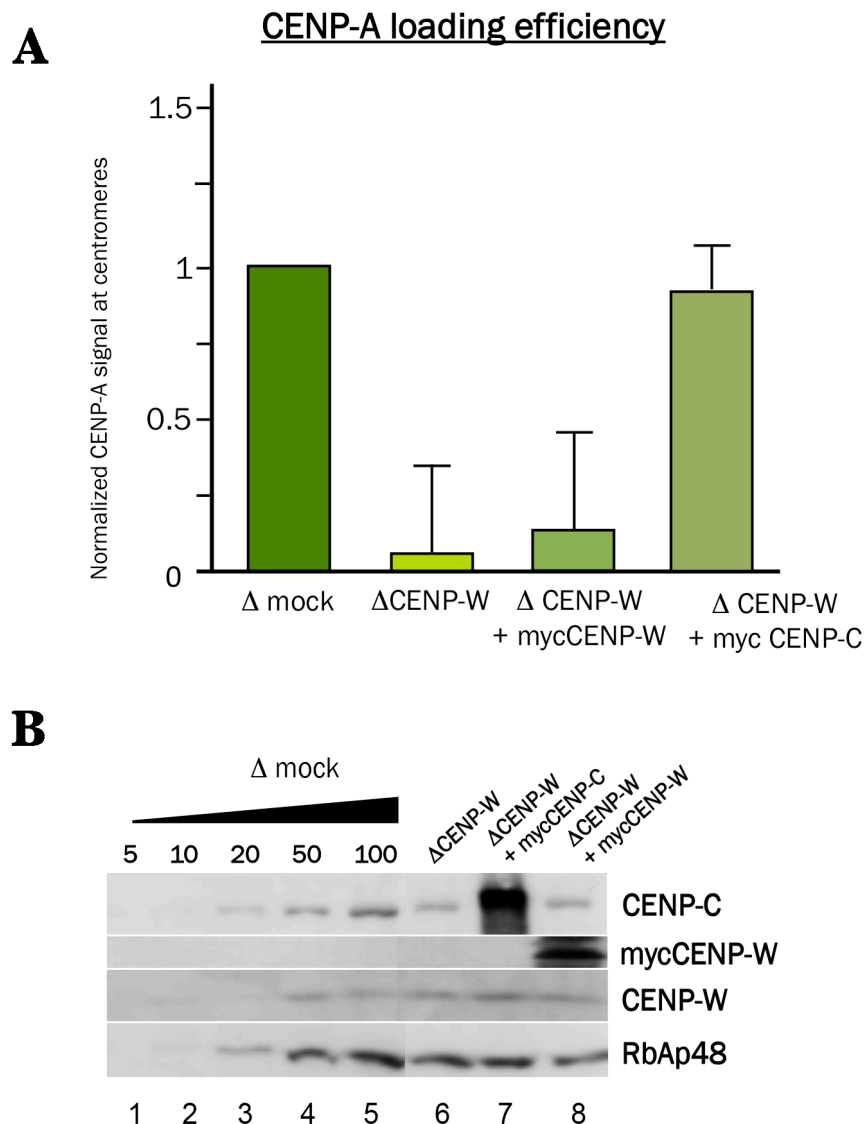 A
CENP-A loading efficiency
Normalized CENP-A signal at centromeres
1.5
1
0.5
0
Δ mock
ΔCENP-W
Δ CENP-W
+ mycCENP-W
Δ CENP-W
+ myc CENP-C
B
Δ mock
5 10 20 50 100
ΔCENP-W
ΔCENP-W
+ mycCENP-C
ΔCENP-W
+ mycCENP-W
CENP-C
mycCENP-W
CENP-W
RbAp48
1 2 3 4 5 6 7 8